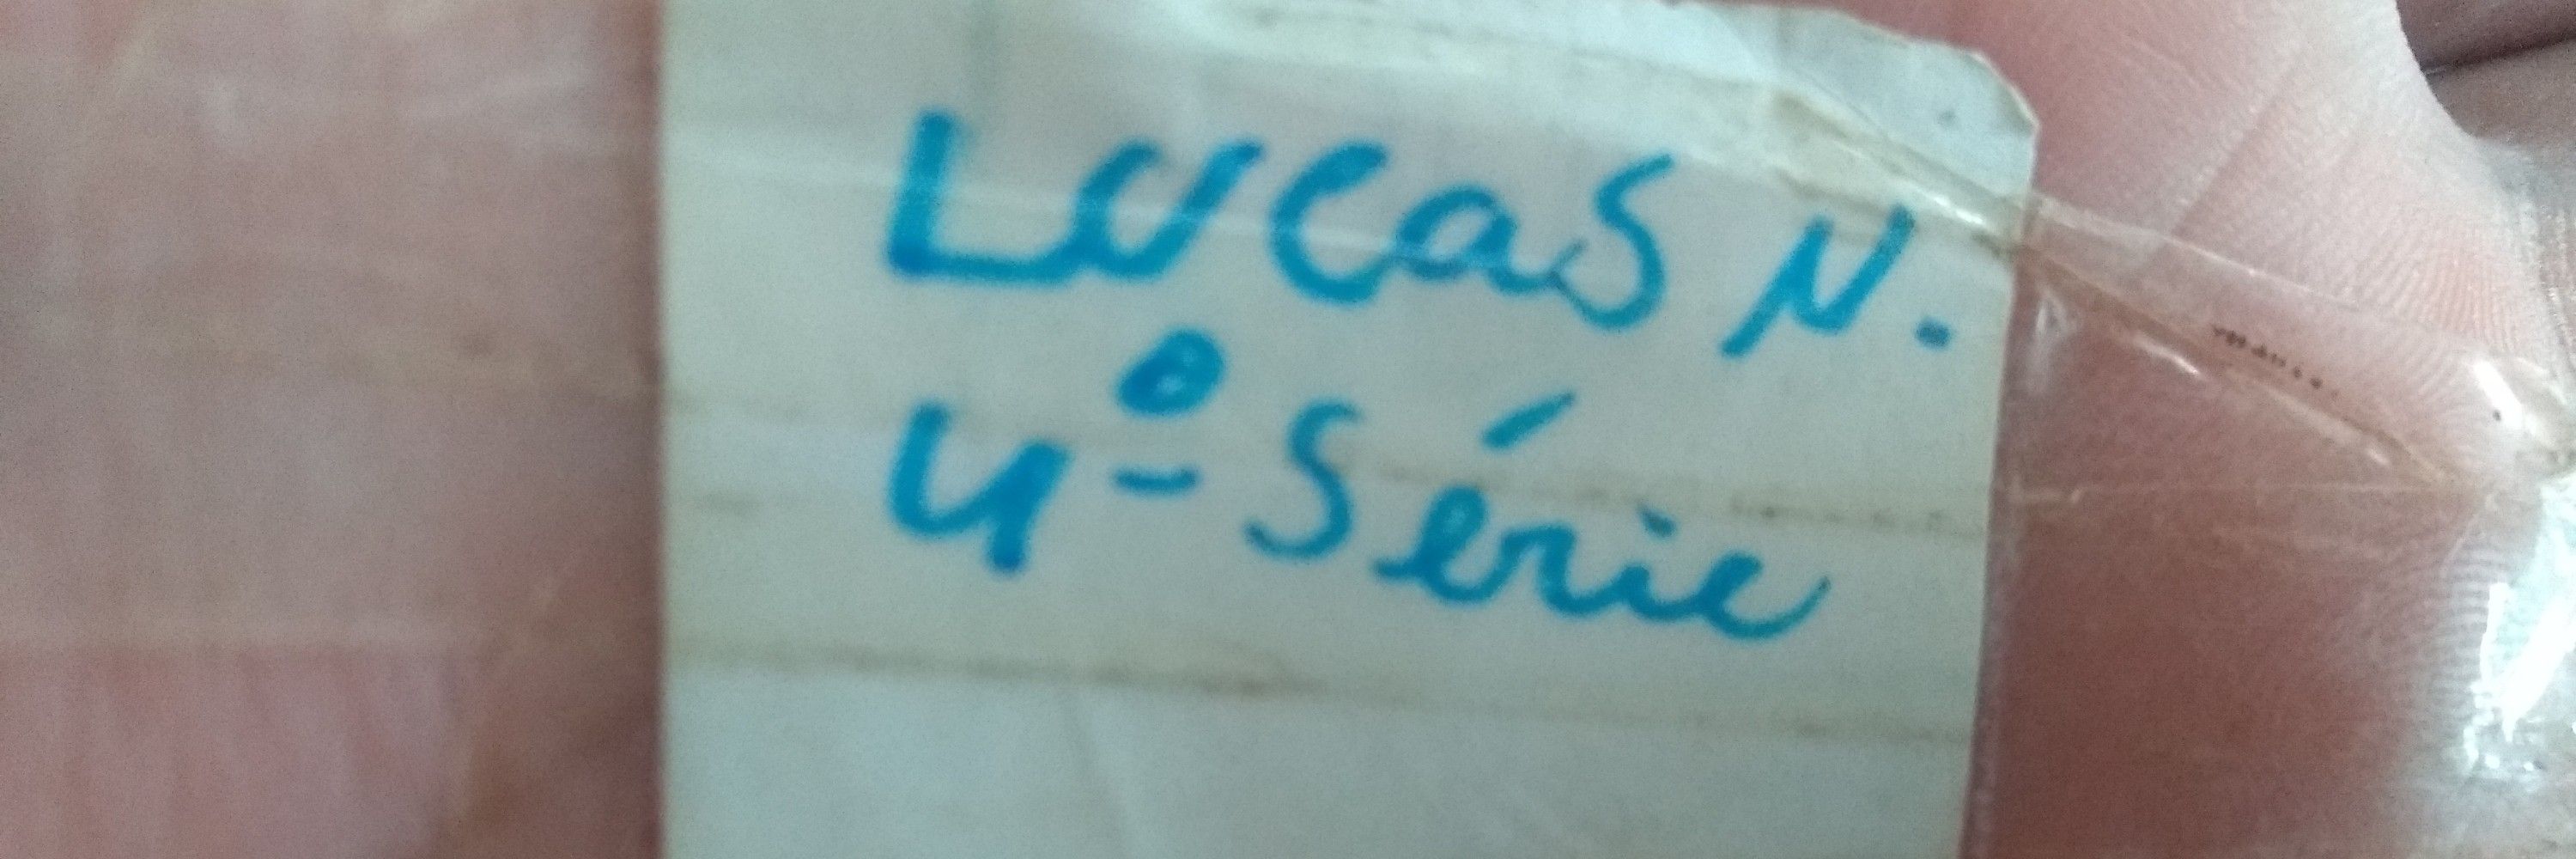 Lucas N.
4º Série